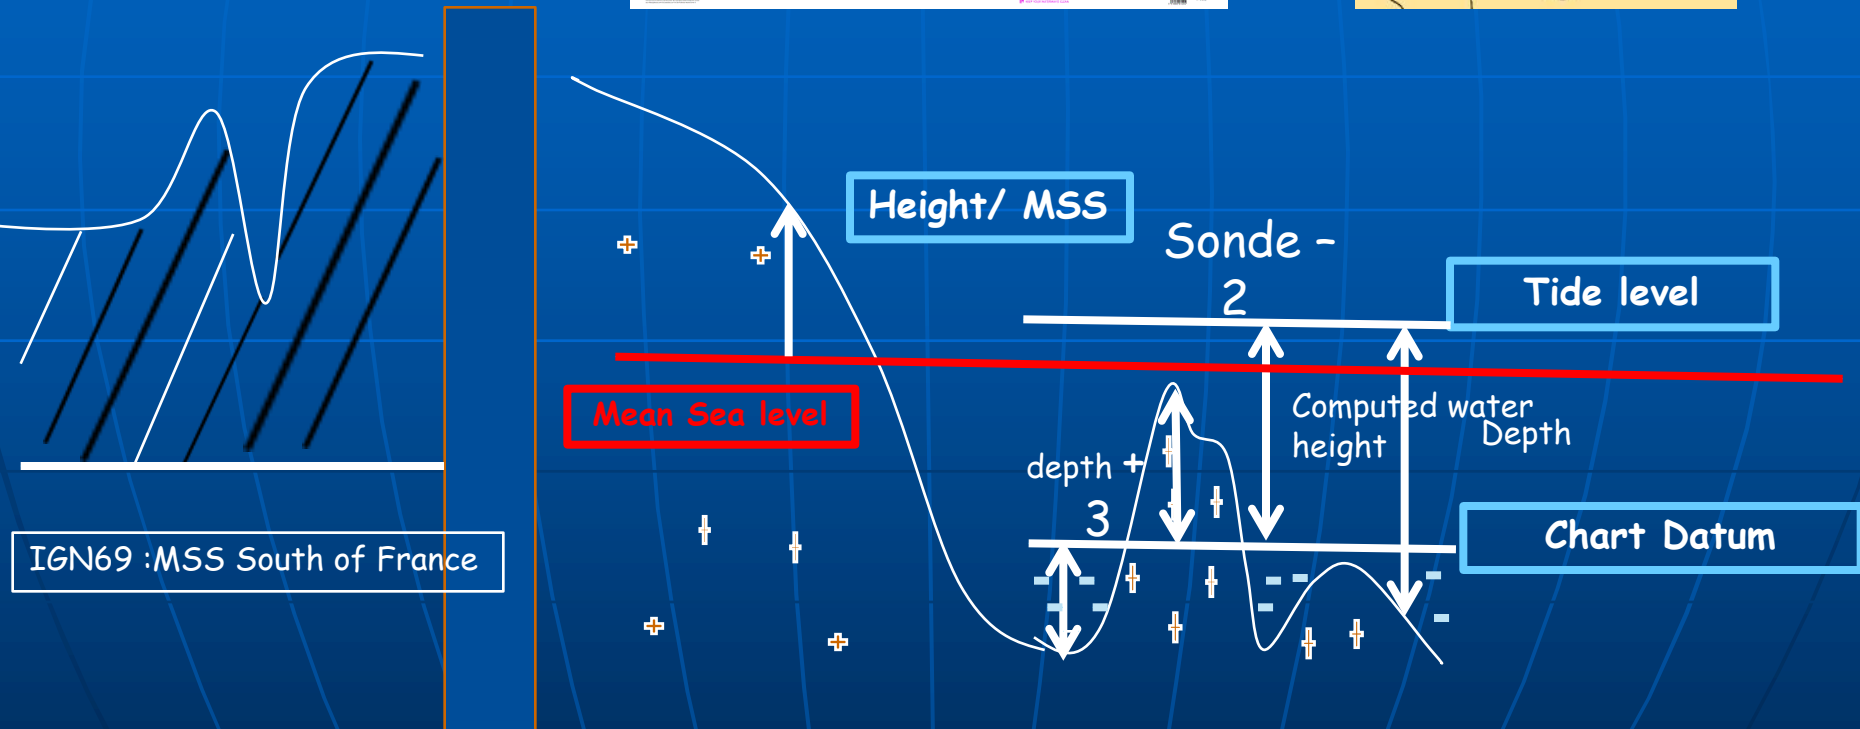 Height/ MSS
Sonde -
2
Tide level
Mean Sea level
Computed water
height
Depth
depth +
3
Chart Datum
IGN69 :MSS South of France